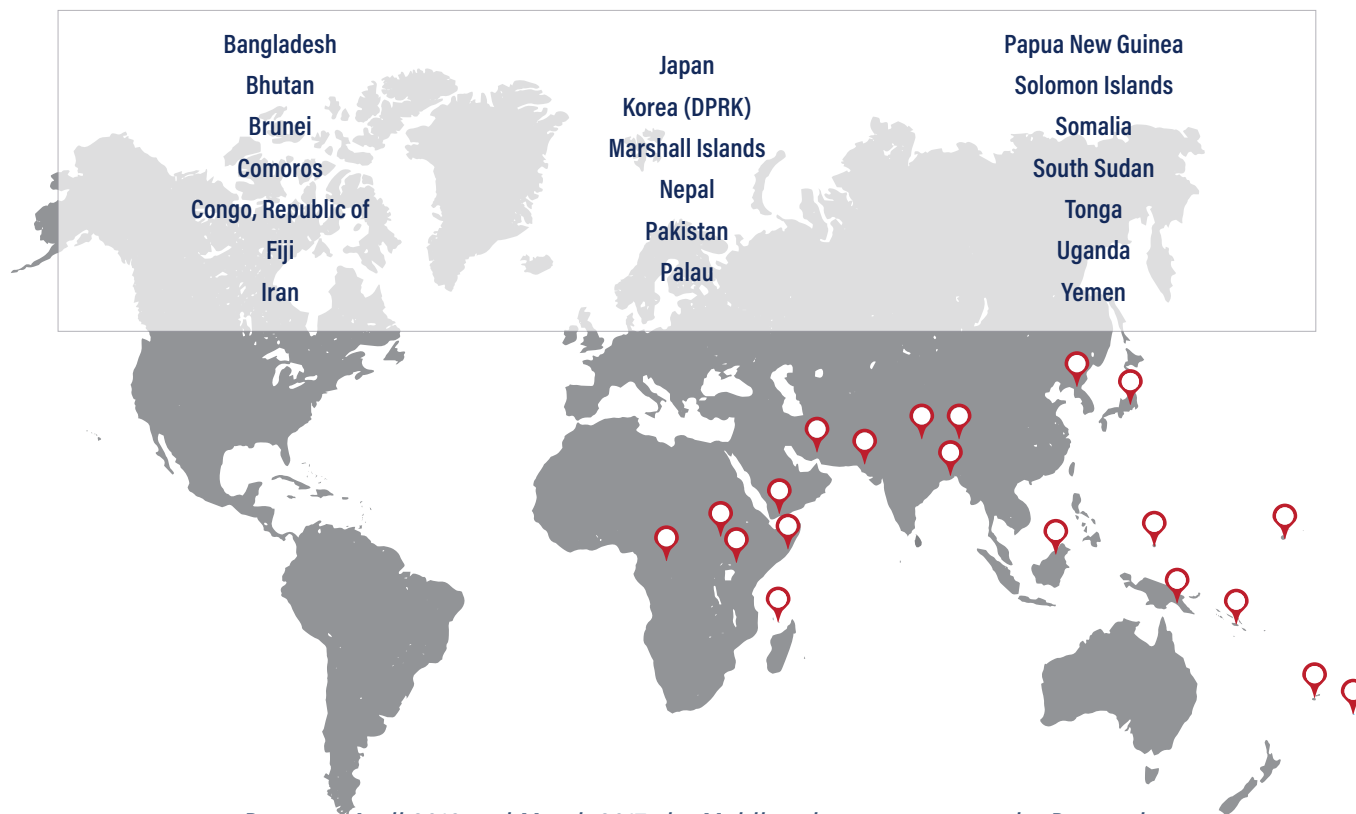 Bangladesh
Bhutan
Brunei
Comoros
Congo, Republic of
Fiji
Iran
Japan
Korea (DPRK)
Marshall Islands
Nepal
Pakistan
Palau
Papua New Guinea
Solomon Islands
Somalia
South Sudan
Tonga
Uganda
Yemen